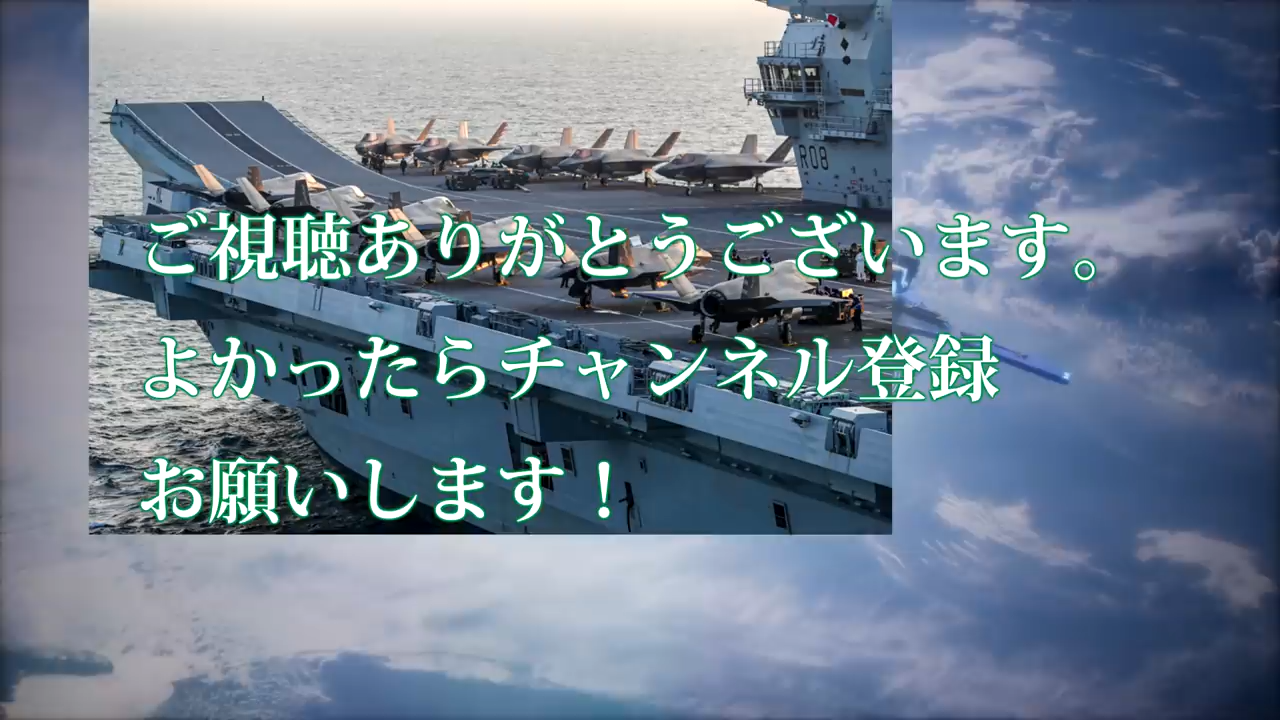 R08
ご視聴ありがとうございます。
よかったらチャンネル登録
お願いします！